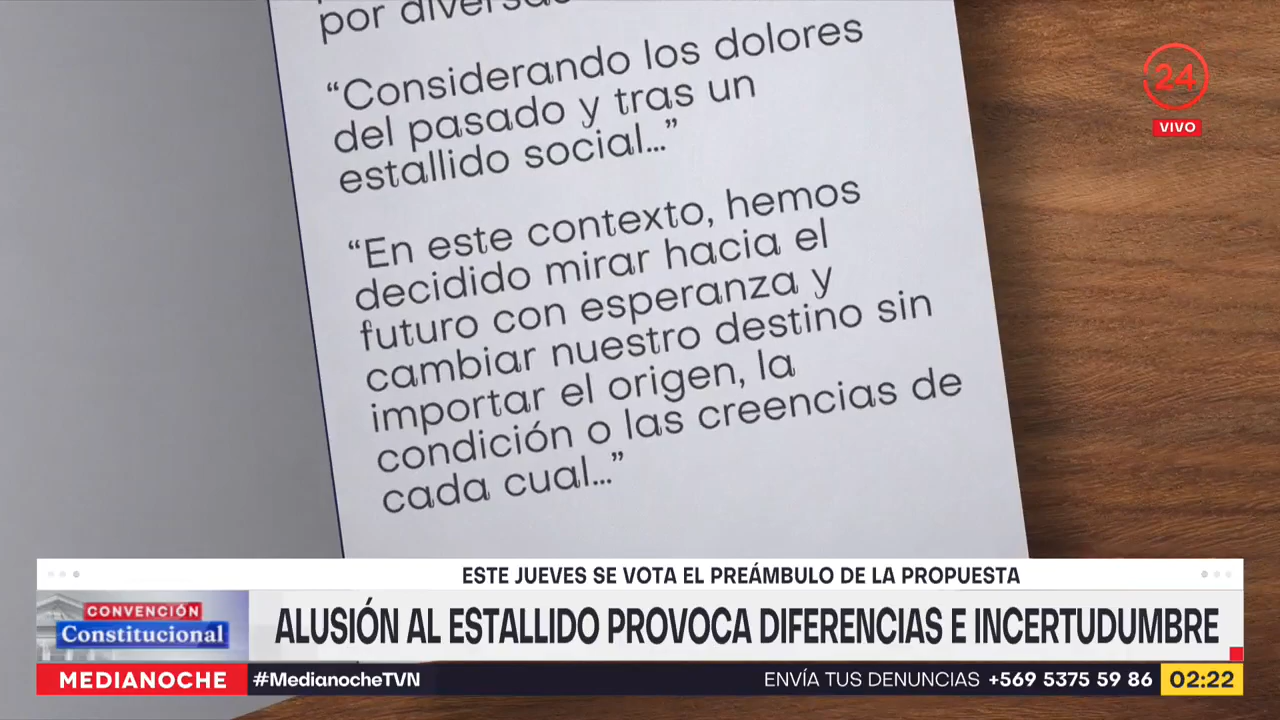 por diversas
“Considerando los dolores
del pasado y tras un
estallido social...”
“En este contexto, hemos
decidido mirar hacia el
futuro con esperanza y
cambiar nuestro destino sin
importar el origen, la
condición o las creencias de
cada cual...”
24
VIVO
ESTE JUEVES SE VOTA EL PREÁMBULO DE LA PROPUESTA
CONVENCIÓN
Constitucional
ALUSIÓN AL ESTALLIDO PROVOCA DIFERENCIAS E INCERTUDUMBRE
MEDIANOCHE
#MedianocheTVN
ENVÍA TUS DENUNCIAS +569 5375 59 86
02:22